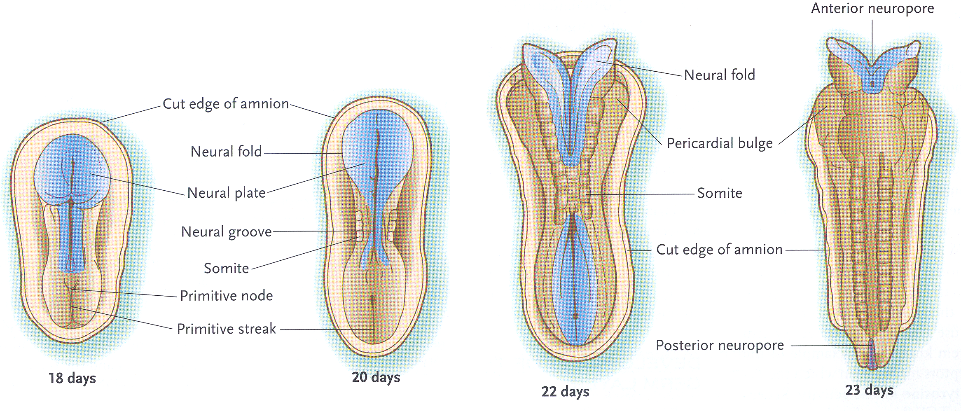 Anterior neuropore
Neural fold
Cut edge of amnion
Neural fold
Pericardial bulge
Neural plate
Somite
Neural groove
Cut edge of amnion
Somite
Primitive node
Primitive streak
Posterior neuropore
18 days
20 days
22 days
23 days